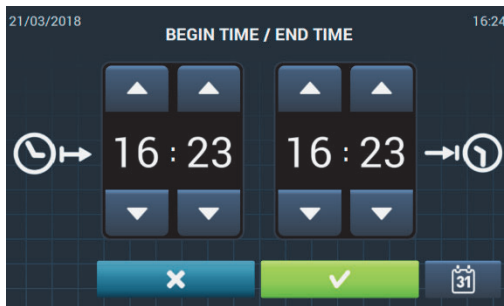 21/03/2018
16:24
BEGIN TIME / END TIME
16 : 23
16 : 23
31